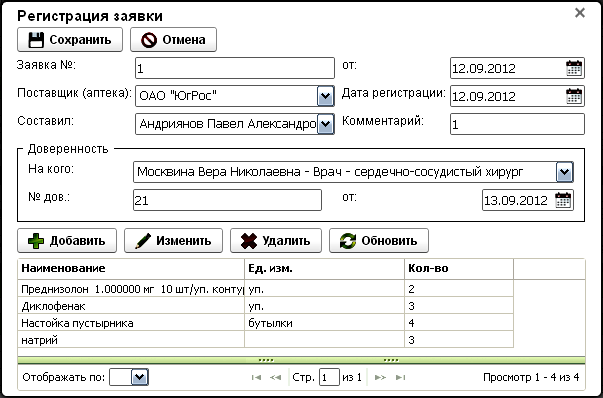 Регистрация заявки
Сохранить Отмена
Заявка №: 1 от: 12.09.2012
Поставщик (аптека): ОАО "ЮгРос" Дата регистрации: 12.09.2012
Составил: Андриянов Павел Александро Комментарий: 1
Доверенность
На кого: Москвина Вера Николаевна - Врач - сердечно-сосудистый хирург
№ дов.: 21 от: 13.09.2012
Добавить Изменить Удалить Обновить
Наименование Ед. изм. Кол-во
Преднизолон 1.000000 мг 10 шт/уп. контур уп. 2
Диклофенак уп. 3
Настойка пустырника бутылки 4
натрий 3
Отображать по: Стр. 1 из 1 Просмотр 1 - 4 из 4